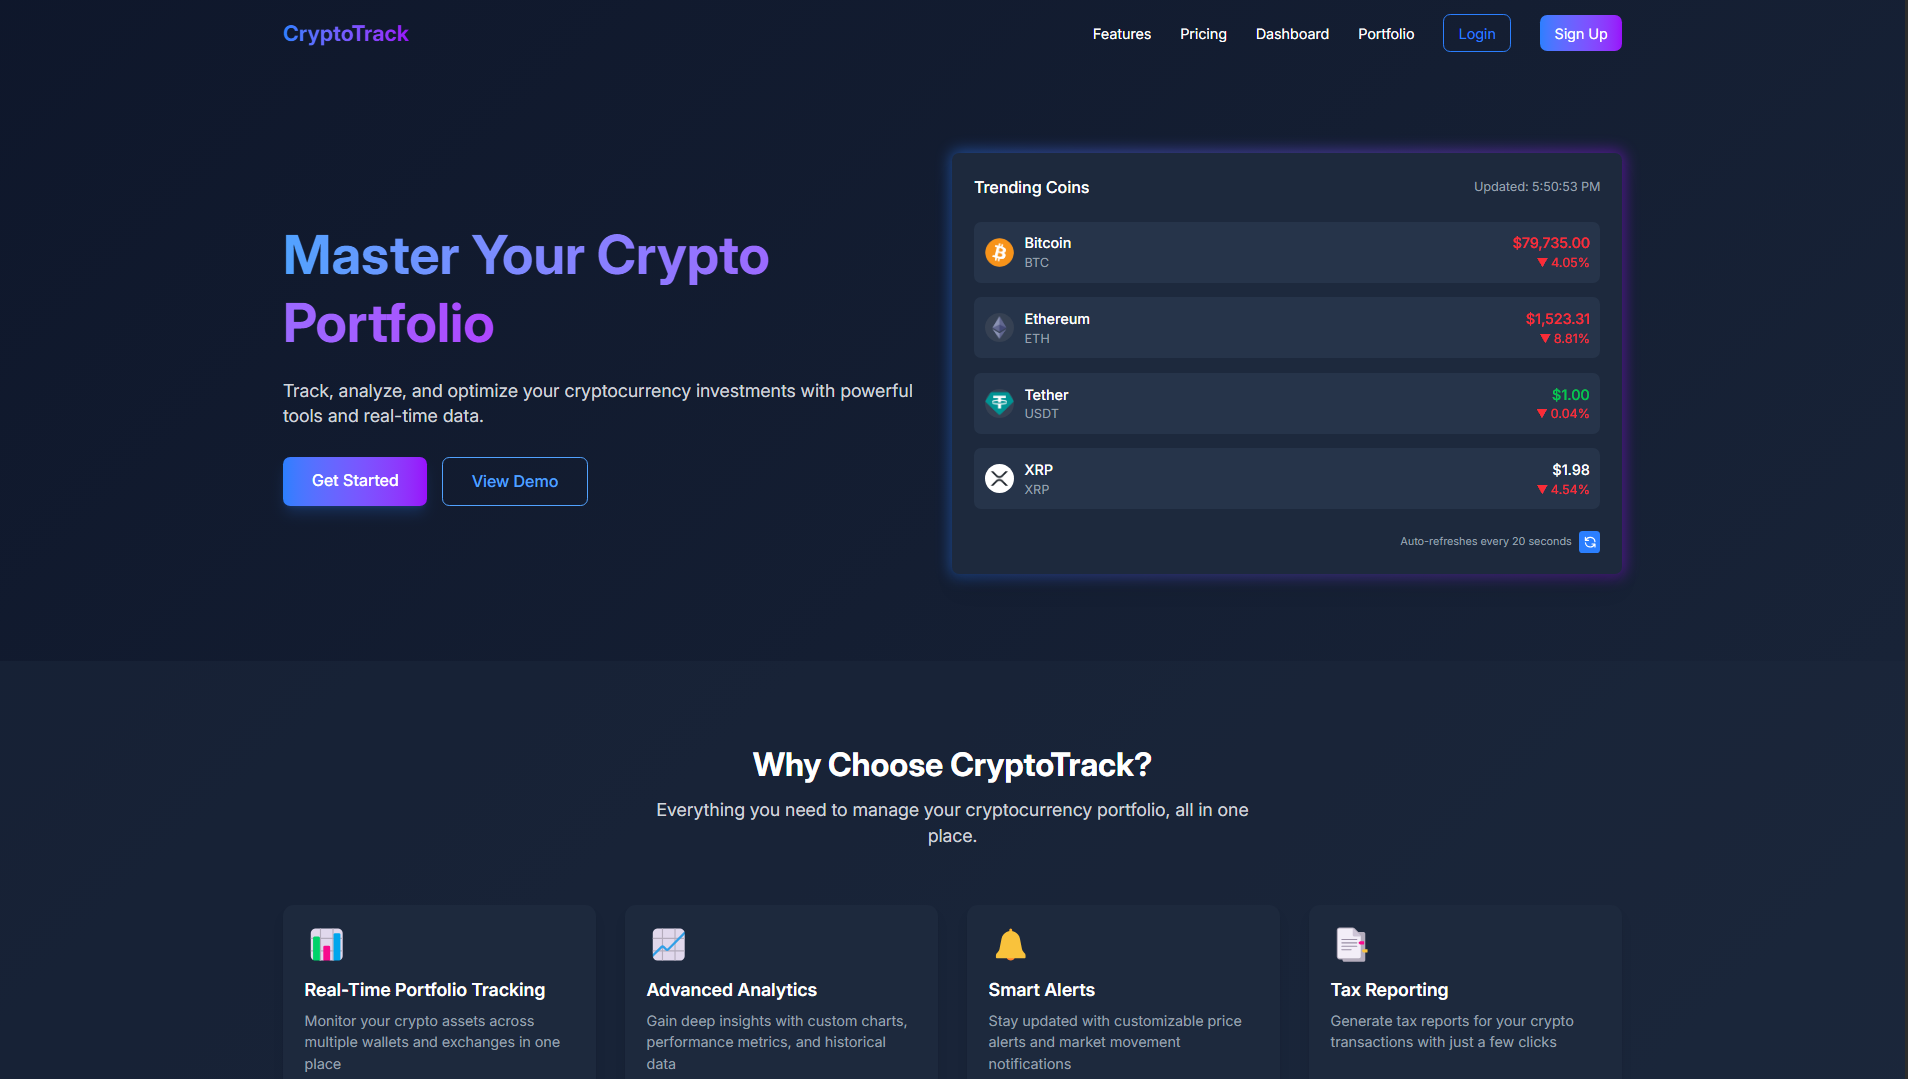 CryptoTrack
Features
Pricing
Dashboard
Portfolio
Login
Sign Up
Master Your Crypto
Portfolio
Track, analyze, and optimize your cryptocurrency investments with powerful
tools and real-time data.
Get Started
View Demo
Trending Coins
Updated: 5:50:53 PM
Bitcoin
$79,735.00
BTC
▼ 4.05%
Ethereum
$1,523.31
ETH
▼ 8.81%
Tether
$1.00
USDT
▼ 0.04%
XRP
$1.98
XRP
▼ 4.54%
Auto-refreshes every 20 seconds
Why Choose CryptoTrack?
Everything you need to manage your cryptocurrency portfolio, all in one
place.
Real-Time Portfolio Tracking
Monitor your crypto assets across
multiple wallets and exchanges in one
place
Advanced Analytics
Gain deep insights with custom charts,
performance metrics, and historical
data
Smart Alerts
Stay updated with customizable price
alerts and market movement
notifications
Tax Reporting
Generate tax reports for your crypto
transactions with just a few clicks